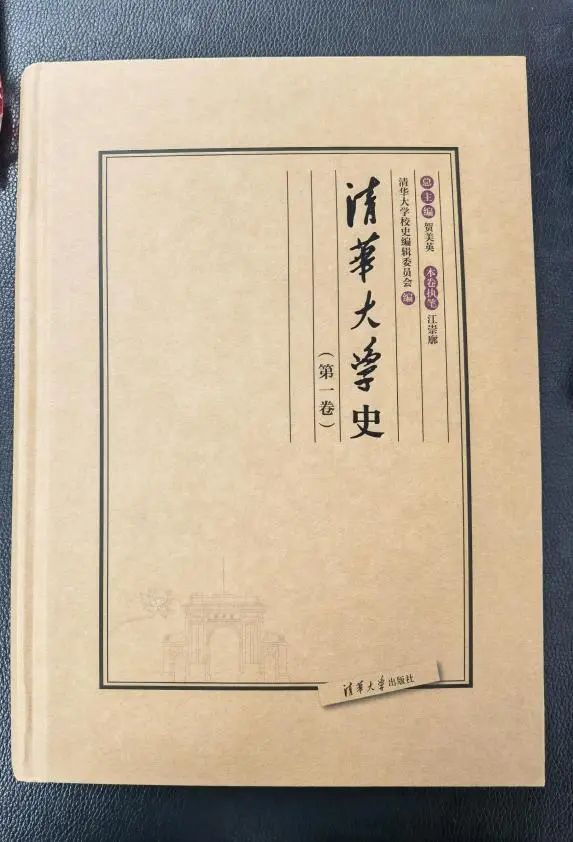 总主编 贺美英 本卷执笔 江崇廓
清华大学校史编辑委员会 编
清華大学史
(第一卷)
清華大学出版社